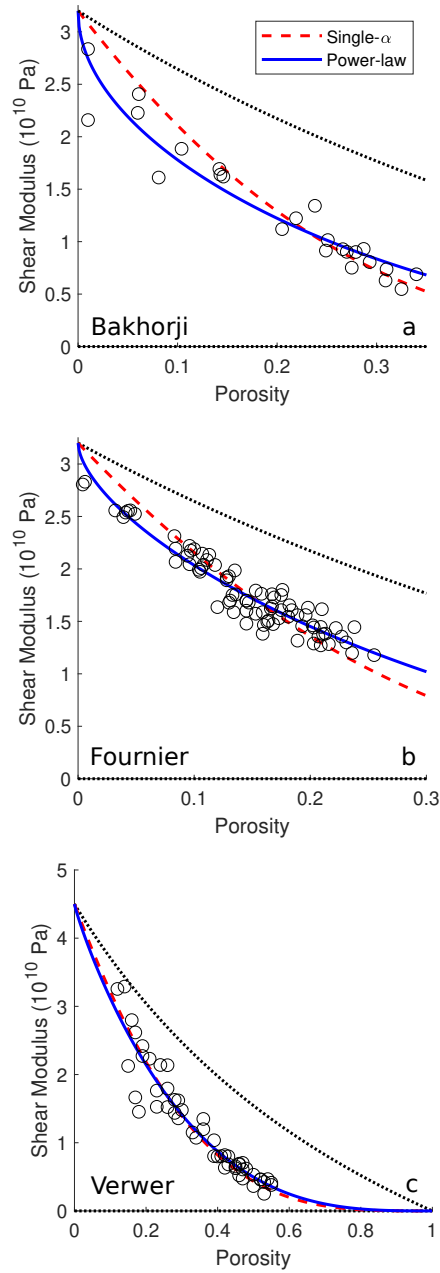 Single-α
Power-law
3
2.5
2
1.5
1
0.5
0
Shear Modulus (10^10 Pa)
Bakhorji
a
0 0.1 0.2 0.3
Porosity
3
2.5
2
1.5
1
0.5
0
Shear Modulus (10^10 Pa)
Fournier
b
0 0.1 0.2 0.3
Porosity
5
4
3
2
1
0
Shear Modulus (10^10 Pa)
Verwer
c
0 0.2 0.4 0.6 0.8 1
Porosity